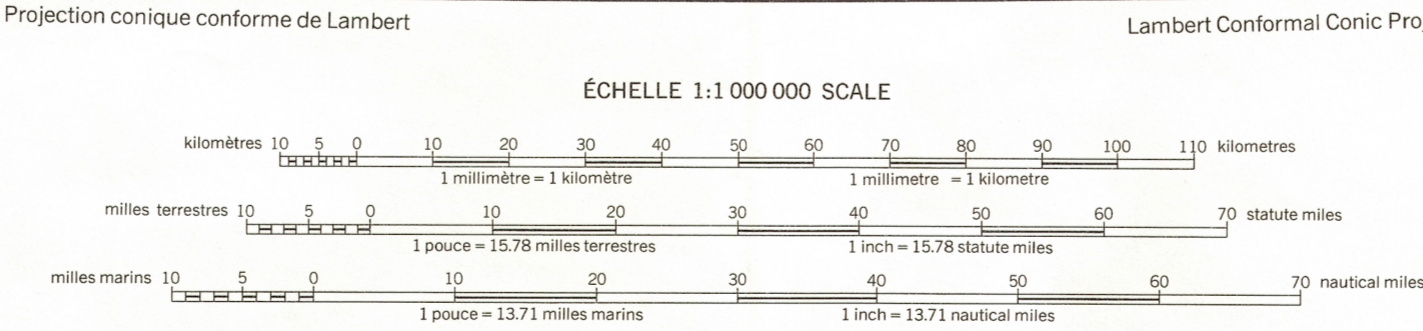 Projection conique conforme de Lambert
Lambert Conformal Conic Pro
ÉCHELLE 1:1 000 000 SCALE
kilomètres 10 5 0 10 20 30 40 50 60 70 80 90 100 110 kilometres
1 millimètre = 1 kilomètre 1 millimetre = 1 kilometre
milles terrestres 10 5 0 10 20 30 40 50 60 70 statute miles
1 pouce = 15.78 milles terrestres 1 inch = 15.78 statute miles
milles marins 10 5 0 10 20 30 40 50 60 70 nautical miles
1 pouce = 13.71 milles marins 1 inch = 13.71 nautical miles